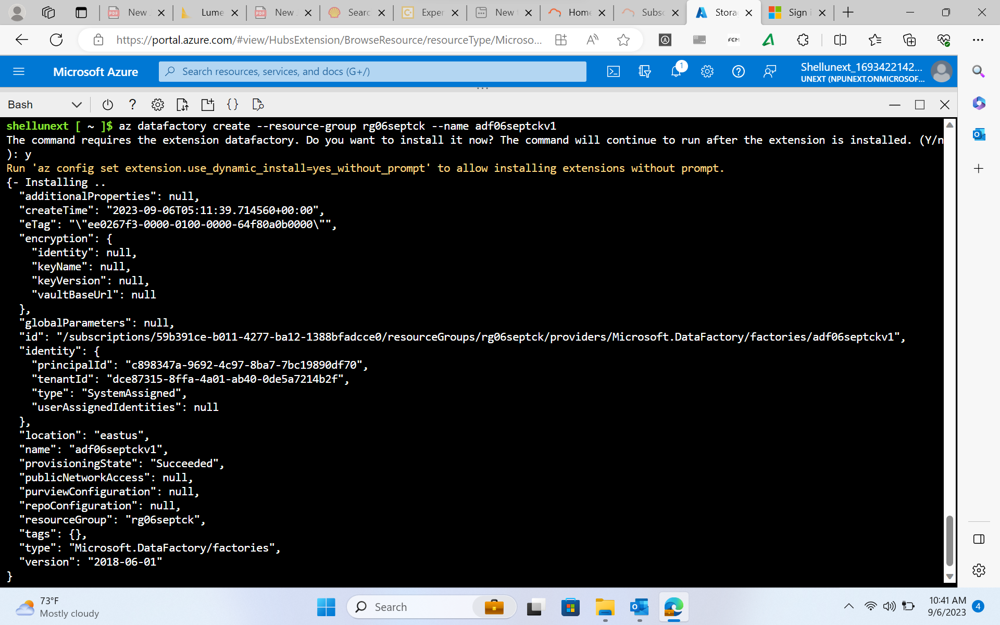 New
Lume
New
Searc
Exper
New
Home
Subsc
Storag
Sign i
https://portal.azure.com/#view/HubsExtension/BrowseResource/resourceType/Microso...
FCM
Microsoft Azure
Search resources, services, and docs (G+/)
1
Shellunext_1693422142...
UNEXT (NPUNEXT.ONMICROSOF...
Bash
shellunext [ ~ ]$ az datafactory create --resource-group rg06septck --name adf06septckv1
The command requires the extension datafactory. Do you want to install it now? The command will continue to run after the extension is installed. (Y/n
): y
Run 'az config set extension.use_dynamic_install=yes_without_prompt' to allow installing extensions without prompt.
{- Installing ..
"additionalProperties": null,
"createTime": "2023-09-06T05:11:39.714560+00:00",
"eTag": "\"ee0267f3-0000-0100-0000-64f80a0b0000\"",
"encryption": {
"identity": null,
"keyName": null,
"keyVersion": null,
"vaultBaseUrl": null
},
"globalParameters": null,
"id": "/subscriptions/59b391ce-b011-4277-ba12-1388bfadcce0/resourceGroups/rg06septck/providers/Microsoft.DataFactory/factories/adf06septckv1",
"identity": {
"principalId": "c898347a-9692-4c97-8ba7-7bc19890df70",
"tenantId": "dce87315-8ffa-4a01-ab40-0de5a7214b2f",
"type": "SystemAssigned",
"userAssignedIdentities": null
},
"location": "eastus",
"name": "adf06septckv1",
"provisioningState": "Succeeded",
"publicNetworkAccess": null,
"purviewConfiguration": null,
"repoConfiguration": null,
"resourceGroup": "rg06septck",
"tags": {},
"type": "Microsoft.DataFactory/factories",
"version": "2018-06-01"
}
73°F
Mostly cloudy
Search
10:41 AM
9/6/2023
4